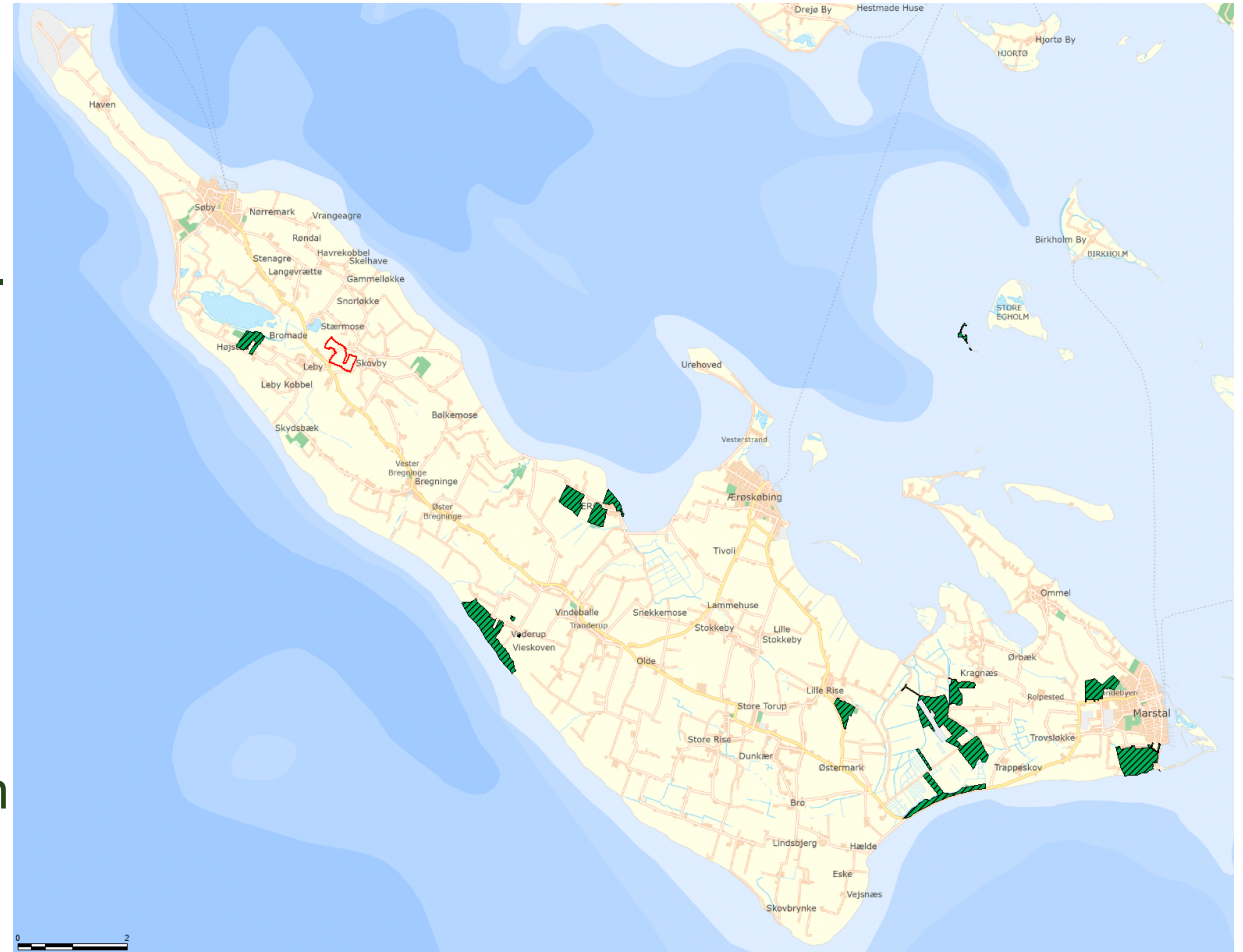 Drejø By
Hestmade Huse
Hjortø By
HJORTØ
Haven
Søby
Nørremark
Vrangeagre
Røndal
Havrekobbel
Stenagre
Skelhave
Langevrætte
Gammelløkke
Snorløkke
Birkholm By
BIRKHOLM
STORE
EGHOLM
Stærmose
Bromade
Leby
Skovby
Leby Kobbel
Urehoved
Bølkemose
Skydsbæk
Vesterstrand
Vester
Bregninge
Bregninge
Øster
Bregninge
Ærøskøbing
Tivoli
Ommel
Vindeballe
Tranderup
Snekkemose
Lammehuse
Stokkeby
Lille
Stokkeby
Vaderup
Vieskoven
Olde
Ørbæk
Kragnæs
Lille Rise
Rolpested
Marstal
Store Torup
Store Rise
Trovsløkke
Dunkær
Østermark
Trappeskov
Bro
Lindsbjerg
Hælde
Eske
Vejsnæs
Skovbrynke
0 2